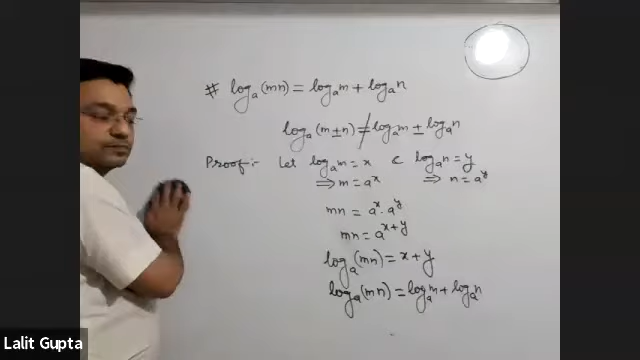 # logₐ(mn) = logₐm + logₐn
logₐ(m±n) ≠ logₐm ± logₐn
Proof:- Let logₐm = x & logₐn = y
⇒ m = aˣ ⇒ n = aʸ
mn = aˣ · aʸ
mn = aˣ⁺ʸ
logₐ(mn) = x + y
logₐ(mn) = logₐm + logₐn
Lalit Gupta